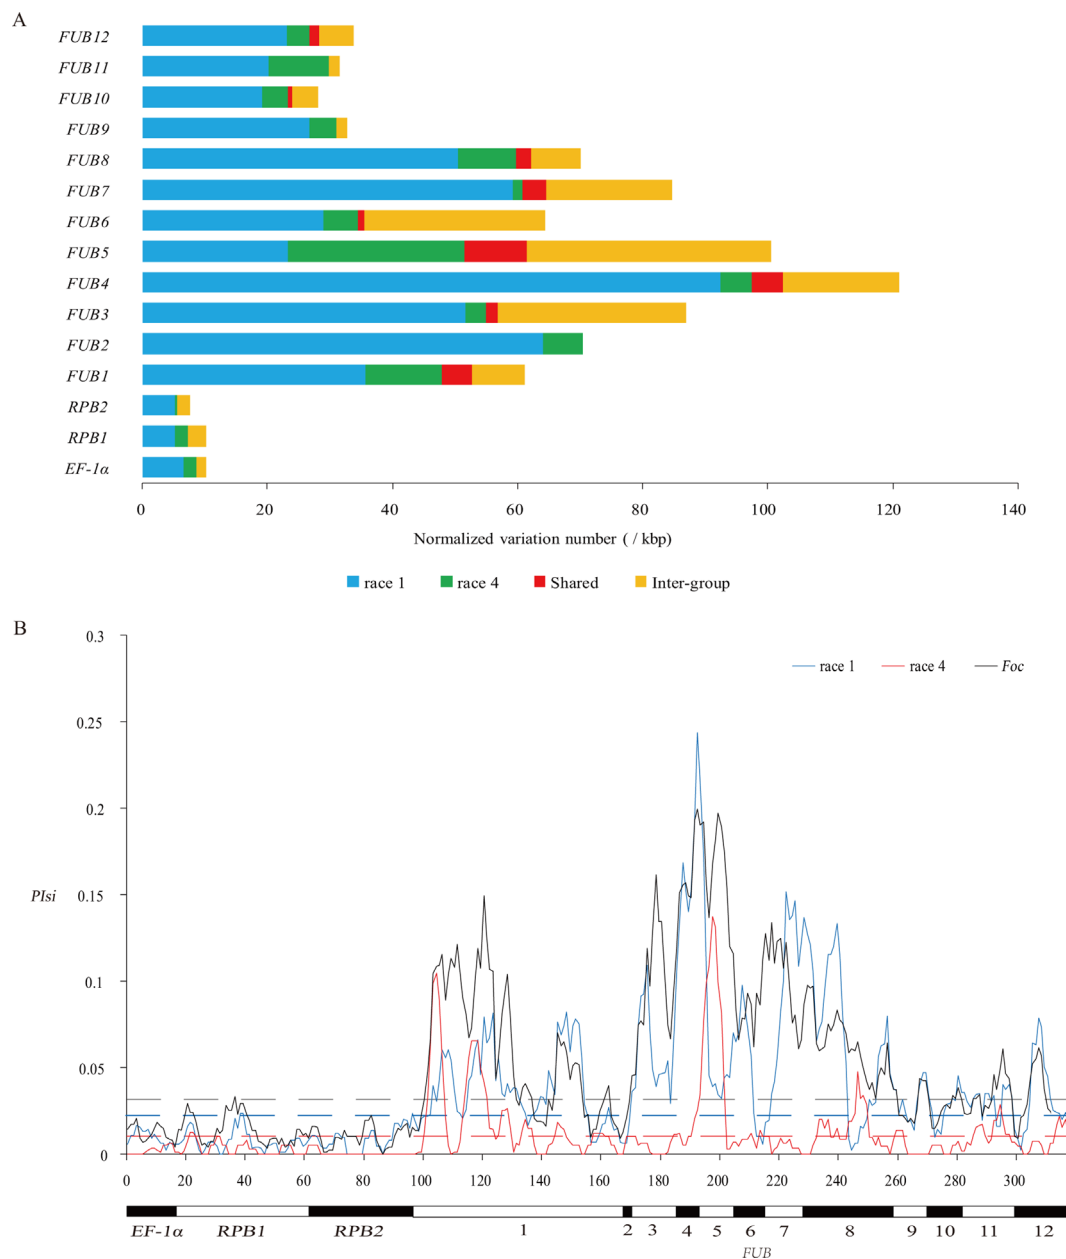 A
FUB12
FUB11
FUB10
FUB9
FUB8
FUB7
FUB6
FUB5
FUB4
FUB3
FUB2
FUB1
RPB2
RPB1
EF-1α
0 20 40 60 80 100 120 140
Normalized variation number ( / kbp)
race 1 race 4 Shared Inter-group
B
0.3
race 1 race 4 Foc
0.25
0.2
PIsi 0.15
0.1
0.05
0
0 20 40 60 80 100 120 140 160 180 200 220 240 260 280 300
EF-1α RPB1 RPB2 1 2 3 4 5 6 7 8 9 10 11 12
FUB